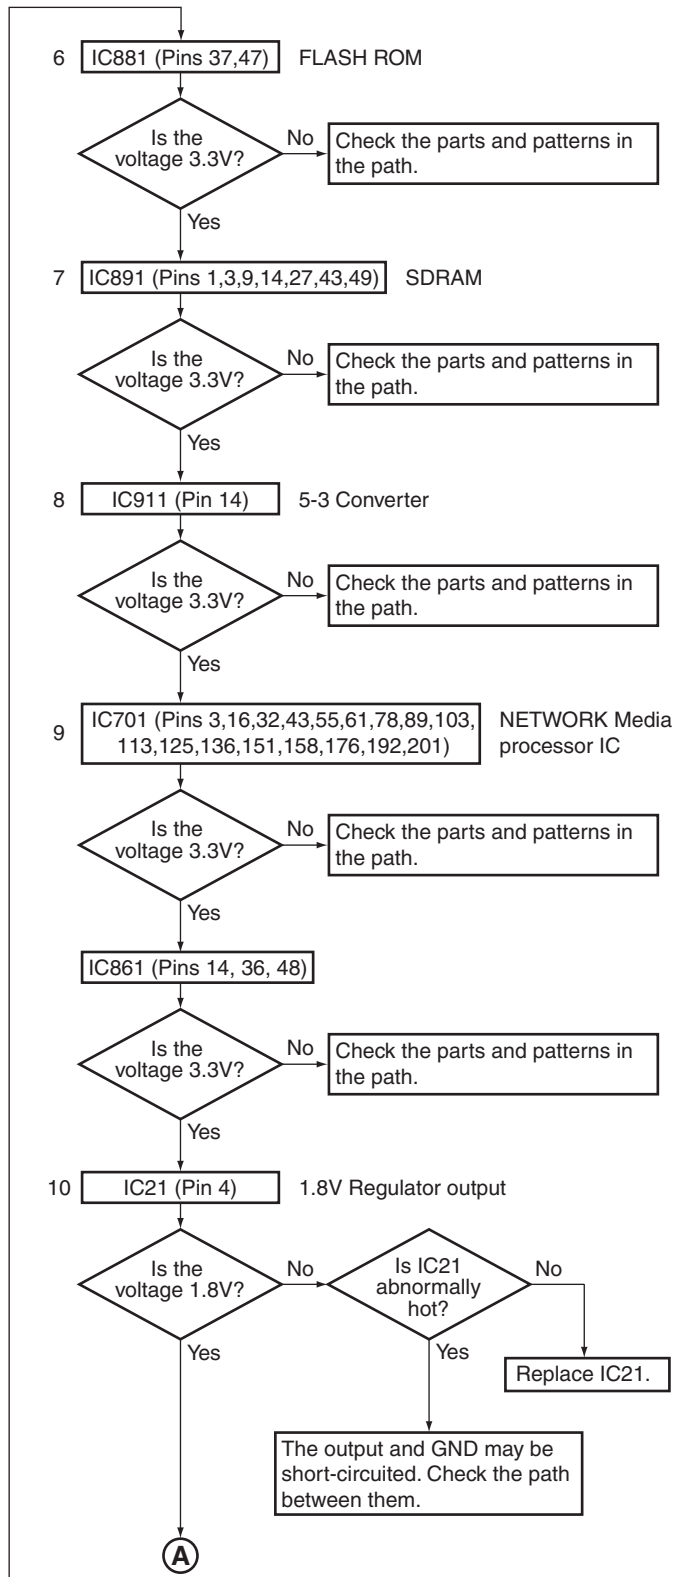 6 IC881 (Pins 37,47) FLASH ROM
Is the
voltage 3.3V?
No
Check the parts and patterns in
the path.
Yes
7 IC891 (Pins 1,3,9,14,27,43,49) SDRAM
Is the
voltage 3.3V?
No
Check the parts and patterns in
the path.
Yes
8 IC911 (Pin 14) 5-3 Converter
Is the
voltage 3.3V?
No
Check the parts and patterns in
the path.
Yes
9 IC701 (Pins 3,16,32,43,55,61,78,89,103,
113,125,136,151,158,176,192,201)
NETWORK Media
processor IC
Is the
voltage 3.3V?
No
Check the parts and patterns in
the path.
Yes
IC861 (Pins 14, 36, 48)
Is the
voltage 3.3V?
No
Check the parts and patterns in
the path.
Yes
10 IC21 (Pin 4) 1.8V Regulator output
Is the
voltage 1.8V?
No
Is IC21
abnormally
hot?
No
Yes
Yes
Replace IC21.
The output and GND may be
short-circuited. Check the path
between them.
A